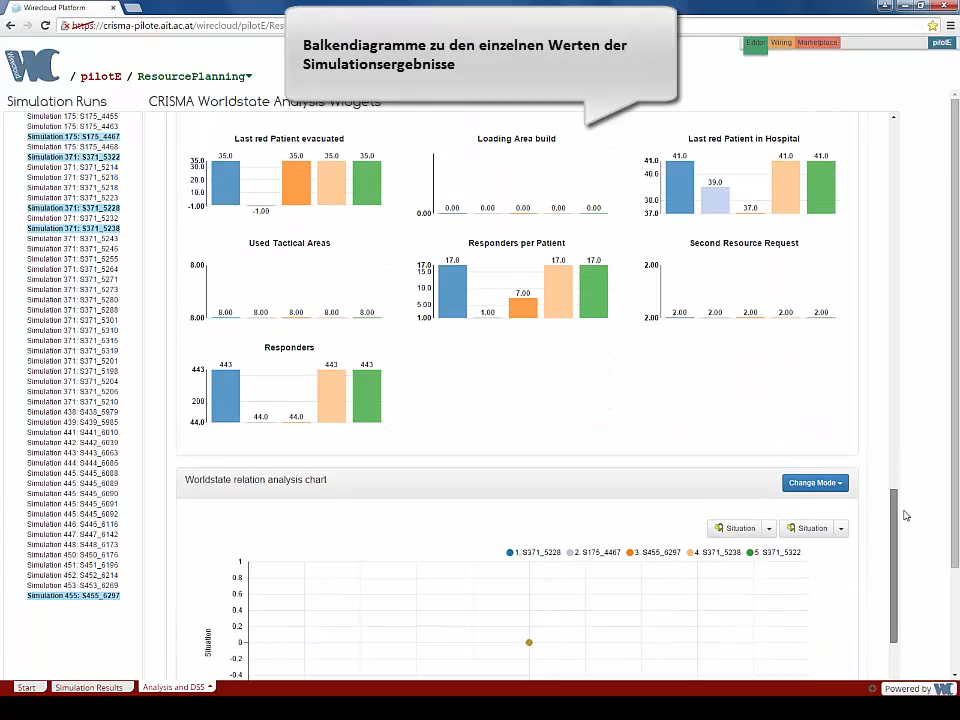 Wirecloud Platform
https://crisma-pilote.ait.ac.at/wirecloud/pilotE/Res
Balkendiagramme zu den einzelnen Werten der
Simulationsergebnisse
WC / pilotE / ResourcePlanning
Editor Wiring Marketplace pilotE
Simulation Runs
CRISMA Worldstate Analysis Widgets
Simulation 175: S175_4455
Simulation 175: S175_4463
Simulation 175: S175_4467
Simulation 175: S175_4468
Simulation 371: S371_5322
Simulation 371: S371_5214
Simulation 371: S371_5216
Simulation 371: S371_5218
Simulation 371: S371_5223
Simulation 371: S371_5228
Simulation 371: S371_5232
Simulation 371: S371_5238
Simulation 371: S371_5243
Simulation 371: S371_5246
Simulation 371: S371_5255
Simulation 371: S371_5264
Simulation 371: S371_5271
Simulation 371: S371_5273
Simulation 371: S371_5280
Simulation 371: S371_5288
Simulation 371: S371_5301
Simulation 371: S371_5310
Simulation 371: S371_5315
Simulation 371: S371_5319
Simulation 371: S371_5201
Simulation 371: S371_5198
Simulation 371: S371_5204
Simulation 371: S371_5206
Simulation 371: S371_5210
Simulation 438: S438_5979
Simulation 439: S439_5985
Simulation 441: S441_6010
Simulation 442: S442_6039
Simulation 443: S443_6063
Simulation 444: S444_6086
Simulation 445: S445_6088
Simulation 445: S445_6089
Simulation 445: S445_6090
Simulation 445: S445_6091
Simulation 445: S445_6092
Simulation 446: S446_6116
Simulation 447: S447_6142
Simulation 448: S448_6173
Simulation 450: S450_6176
Simulation 451: S451_6196
Simulation 452: S452_6214
Simulation 453: S453_6269
Simulation 455: S455_6297
Last red Patient evacuated
35.0
30.0
20.0
10.0
-1.00
35.0 -1.00 35.0 35.0 35.0
Loading Area build
0.00
0.00 0.00 0.00 0.00 0.00
Last red Patient in Hospital
41.0
40.0
38.0
37.0
41.0 39.0 37.0 41.0 41.0
Used Tactical Areas
8.00
8.00
8.00 8.00 8.00 8.00 8.00
Responders per Patient
17.0
15.0
10.0
5.00
1.00
17.0 1.00 7.00 17.0 17.0
Second Resource Request
2.00
2.00
2.00 2.00 2.00 2.00 2.00
Responders
443
200
44.0
443 44.0 44.0 443 443
Worldstate relation analysis chart
Change Mode
Situation Situation
1. S371_5228 2. S175_4467 3. S455_6297 4. S371_5238 5. S371_5322
Situation
1
0.8
0.6
0.4
0.2
0
-0.2
-0.4
Start Simulation Results Analysis and DSS
Powered by WC